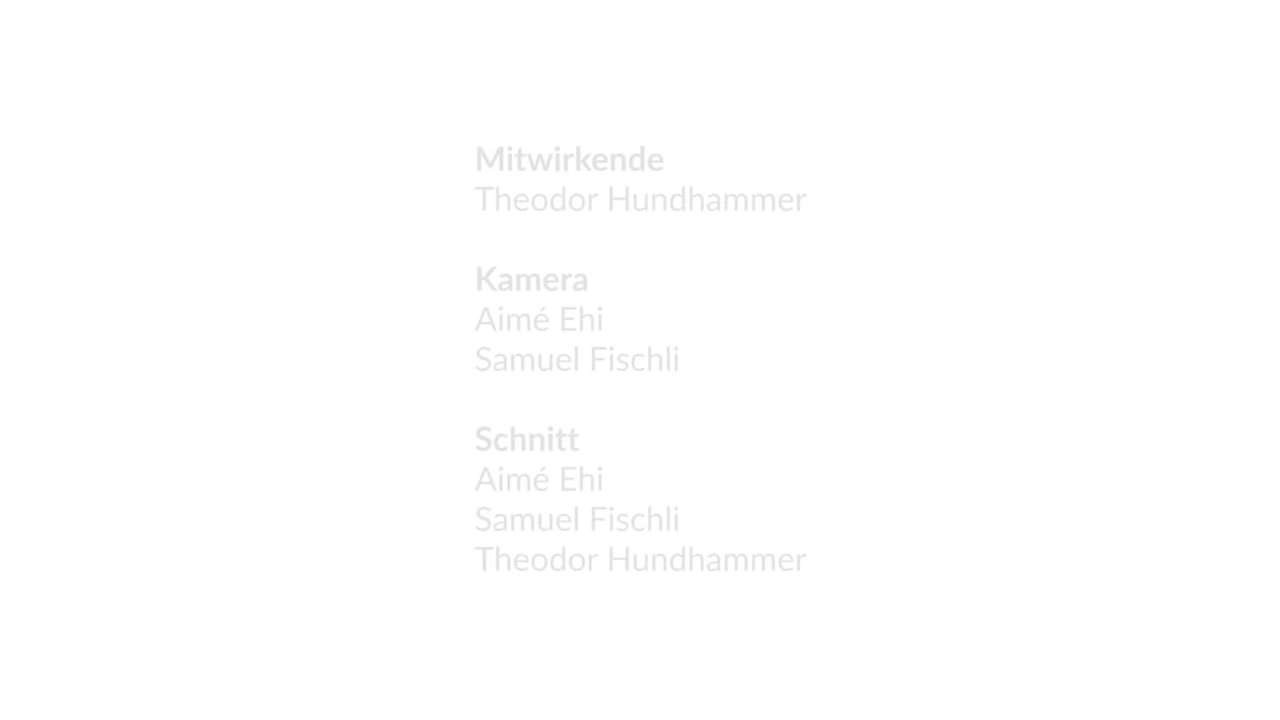 Mitwirkende
Theodor Hundhammer
Kamera
Aimé Ehi
Samuel Fischli
Schnitt
Aimé Ehi
Samuel Fischli
Theodor Hundhammer